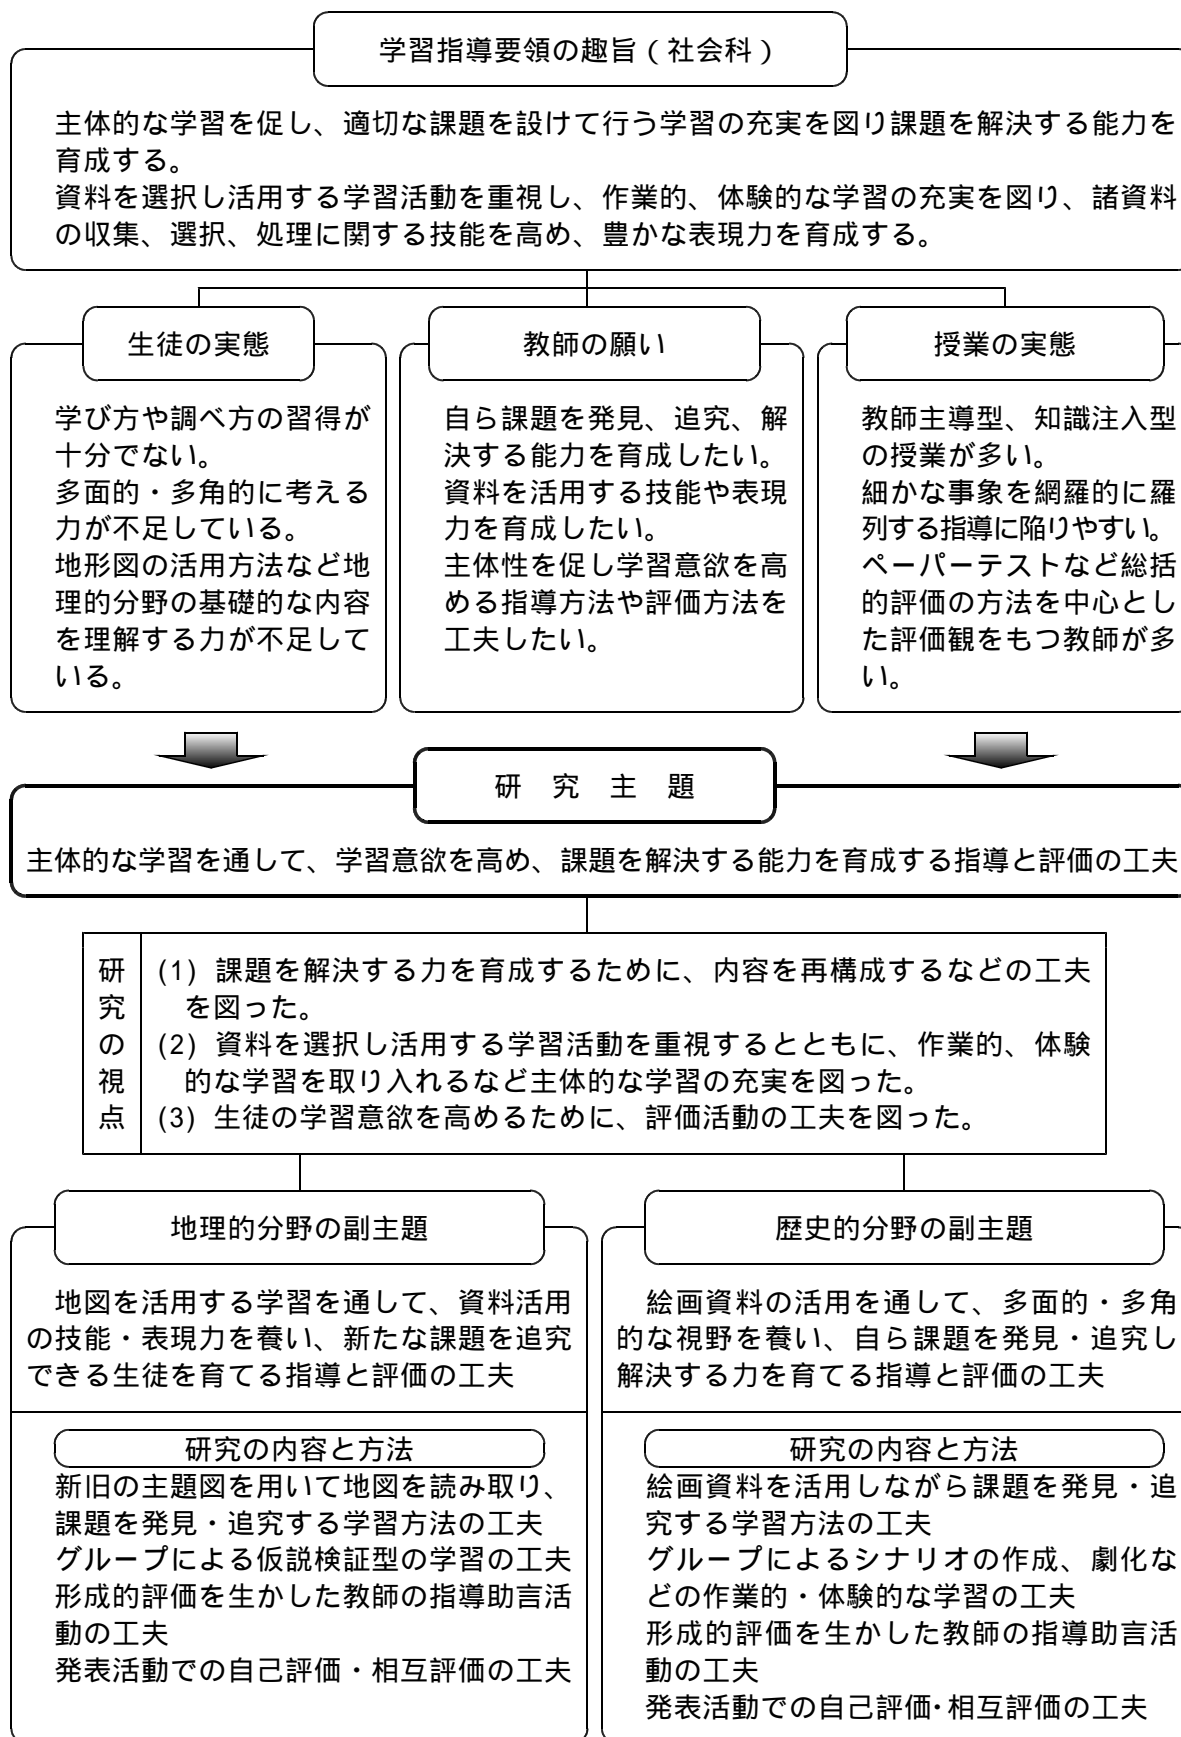 学習指導要領の趣旨（社会科）
主体的な学習を促し、適切な課題を設けて行う学習の充実を図り課題を解決する能力を
育成する。
資料を選択し活用する学習活動を重視し、作業的、体験的な学習の充実を図り、諸資料
の収集、選択、処理に関する技能を高め、豊かな表現力を育成する。
生徒の実態
学び方や調べ方の習得が
十分でない。
多面的・多角的に考える
力が不足している。
地形図の活用方法など地
理的分野の基礎的な内容
を理解する力が不足して
いる。
教師の願い
自ら課題を発見、追究、解
決する能力を育成したい。
資料を活用する技能や表現
力を育成したい。
主体性を促し学習意欲を高
める指導方法や評価方法を
工夫したい。
授業の実態
教師主導型、知識注入型
の授業が多い。
細かな事象を網羅的に羅
列する指導に陥りやすい。
ペーパーテストなど総括
的評価の方法を中心とし
た評価観をもつ教師が多
い。
研　究　主　題
主体的な学習を通して、学習意欲を高め、課題を解決する能力を育成する指導と評価の工夫
研究の視点
(1) 課題を解決する力を育成するために、内容を再構成するなどの工夫
を図った。
(2) 資料を選択し活用する学習活動を重視するとともに、作業的、体験
的な学習を取り入れるなど主体的な学習の充実を図った。
(3) 生徒の学習意欲を高めるために、評価活動の工夫を図った。
地理的分野の副主題
地図を活用する学習を通して、資料活用
の技能・表現力を養い、新たな課題を追究
できる生徒を育てる指導と評価の工夫
研究の内容と方法
新旧の主題図を用いて地図を読み取り、
課題を発見・追究する学習方法の工夫
グループによる仮説検証型の学習の工夫
形成的評価を生かした教師の指導助言活
動の工夫
発表活動での自己評価・相互評価の工夫
歴史的分野の副主題
絵画資料の活用を通して、多面的・多角
的な視野を養い、自ら課題を発見・追究し
解決する力を育てる指導と評価の工夫
研究の内容と方法
絵画資料を活用しながら課題を発見・追
究する学習方法の工夫
グループによるシナリオの作成、劇化な
どの作業的・体験的な学習の工夫
形成的評価を生かした教師の指導助言活
動の工夫
発表活動での自己評価・相互評価の工夫